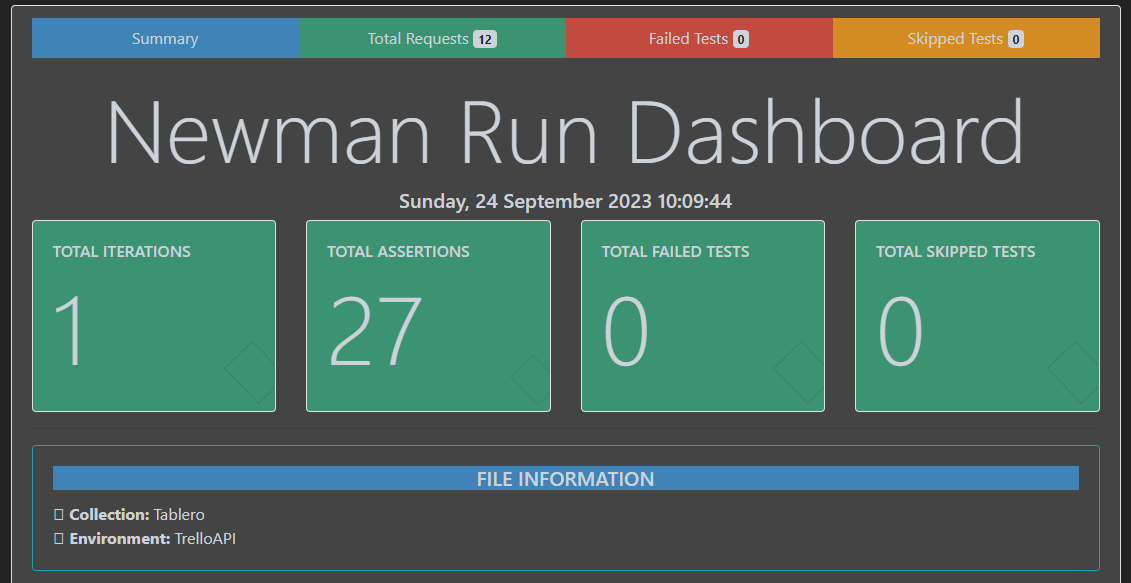 Summary
Total Requests 12
Failed Tests 0
Skipped Tests 0
Newman Run Dashboard
Sunday, 24 September 2023 10:09:44
TOTAL ITERATIONS
1
TOTAL ASSERTIONS
27
TOTAL FAILED TESTS
0
TOTAL SKIPPED TESTS
0
FILE INFORMATION
Collection: Tablero
Environment: TrelloAPI